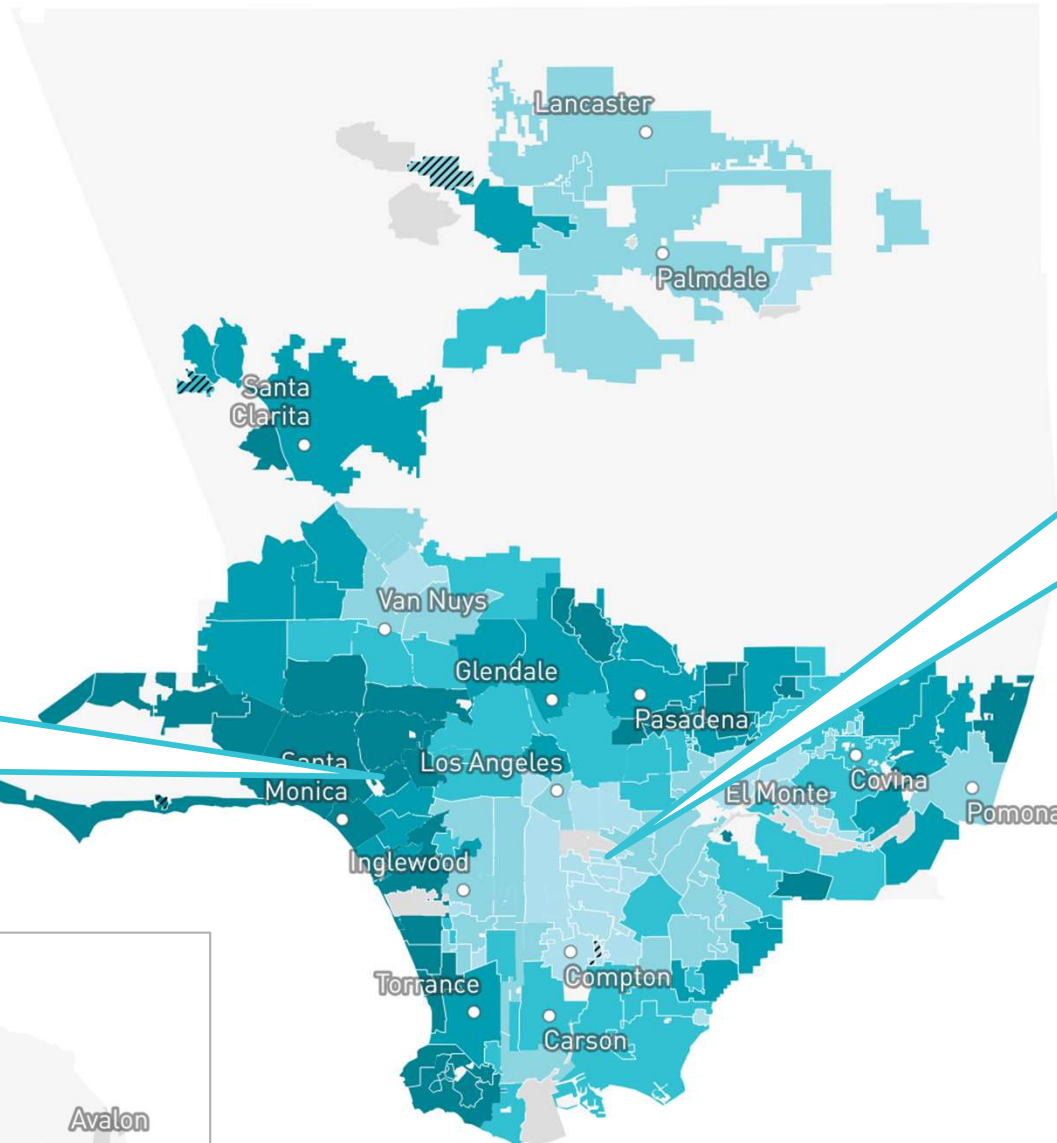 Lancaster
Palmdale
Santa
Clarita
Van Nuys
Glendale
Pasadena
Santa
Monica
Los Angeles
El Monte
Covina
Pomona
Inglewood
Compton
Torrance
Carson
Avalon